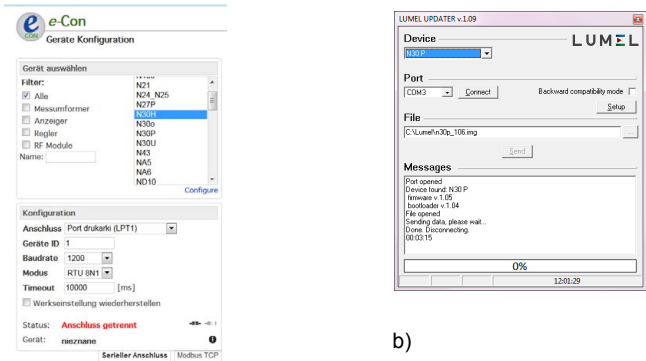 e-Con
CON
Geräte Konfiguration
Gerät auswählen
Filter:
Alle
Messumformer
Anzeiger
Regler
RF Module
Name:
N21
N24_N25
N27P
N30H
N30o
N30P
N30U
N43
NA5
NA6
ND10
Configure
Konfiguration
Anschluss Port drukarki (LPT1)
Geräte ID 1
Baudrate 1200
Modus RTU 8N1
Timeout 10000 [ms]
Werkseinstellung wiederherstellen
Status: Anschluss getrennt
Gerät: nieznane
Serieller Anschluss Modbus TCP
LUMEL UPDATER v.1.09
Device
LUMEL
N30 P
Port
COM3 Connect Backward compatibility mode
Setup
File
C:\Lumel\n30p_106.img ...
Send
Messages
Port opened
Device found: N30 P
firmware v.1.05
bootloader v.1.04
File opened
Sending data, please wait...
Done. Disconnecting.
00:03:15
0%
12:01:29
b)